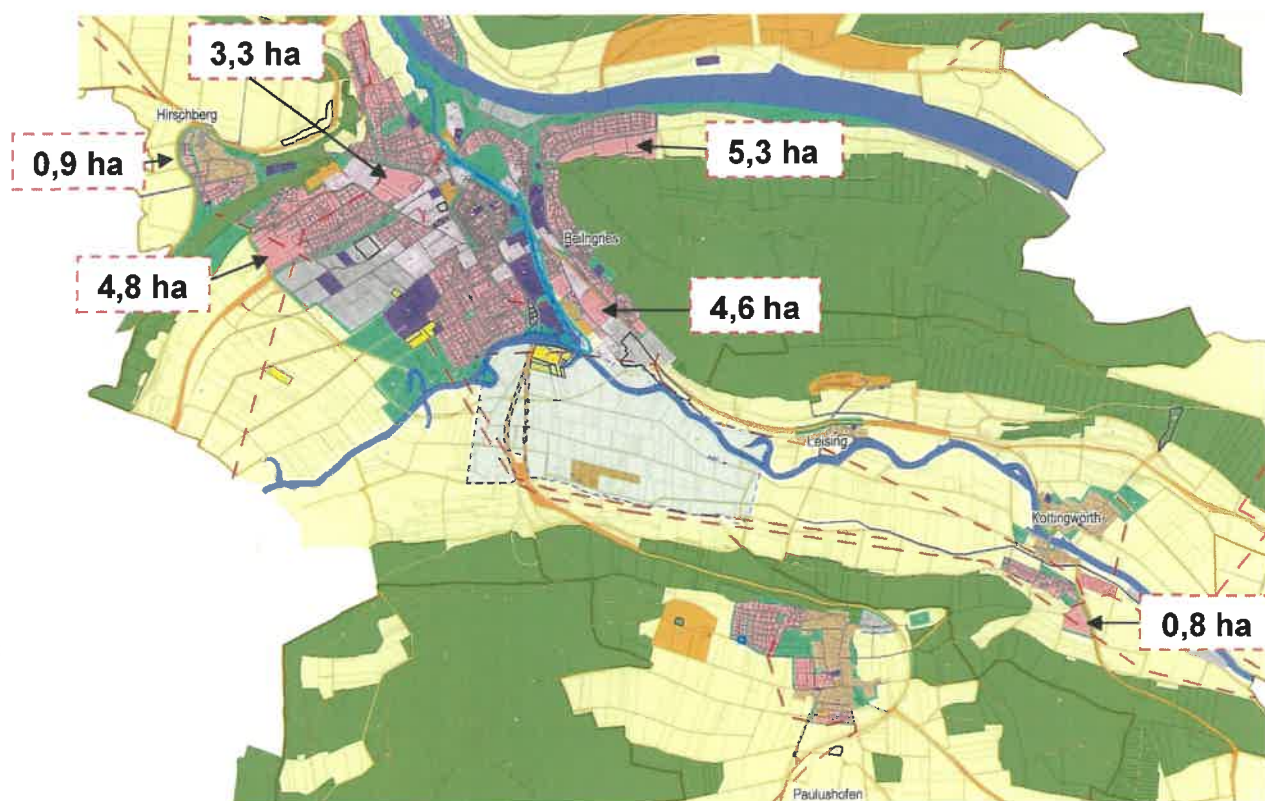 3,3 ha
Hirschberg
0,9 ha
5,3 ha
Beilngries
4,8 ha
4,6 ha
Leising
Kottingwörth
0,8 ha
Paulushofen